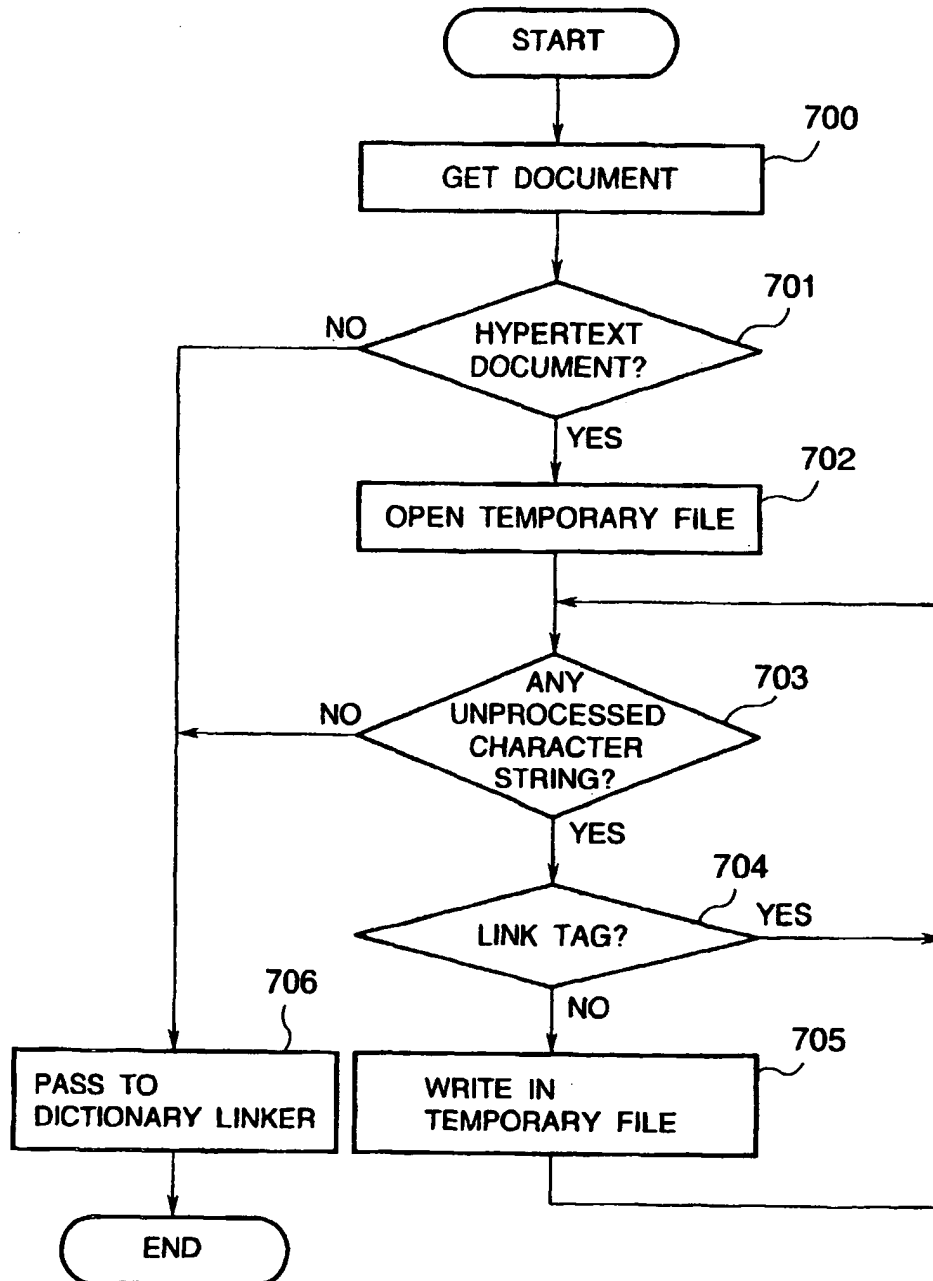 START
700
GET DOCUMENT
701
NO
HYPERTEXT
DOCUMENT?
YES
702
OPEN TEMPORARY FILE
703
NO
ANY
UNPROCESSED
CHARACTER
STRING?
YES
704
LINK TAG?
YES
NO
706
PASS TO
DICTIONARY LINKER
705
WRITE IN
TEMPORARY FILE
END